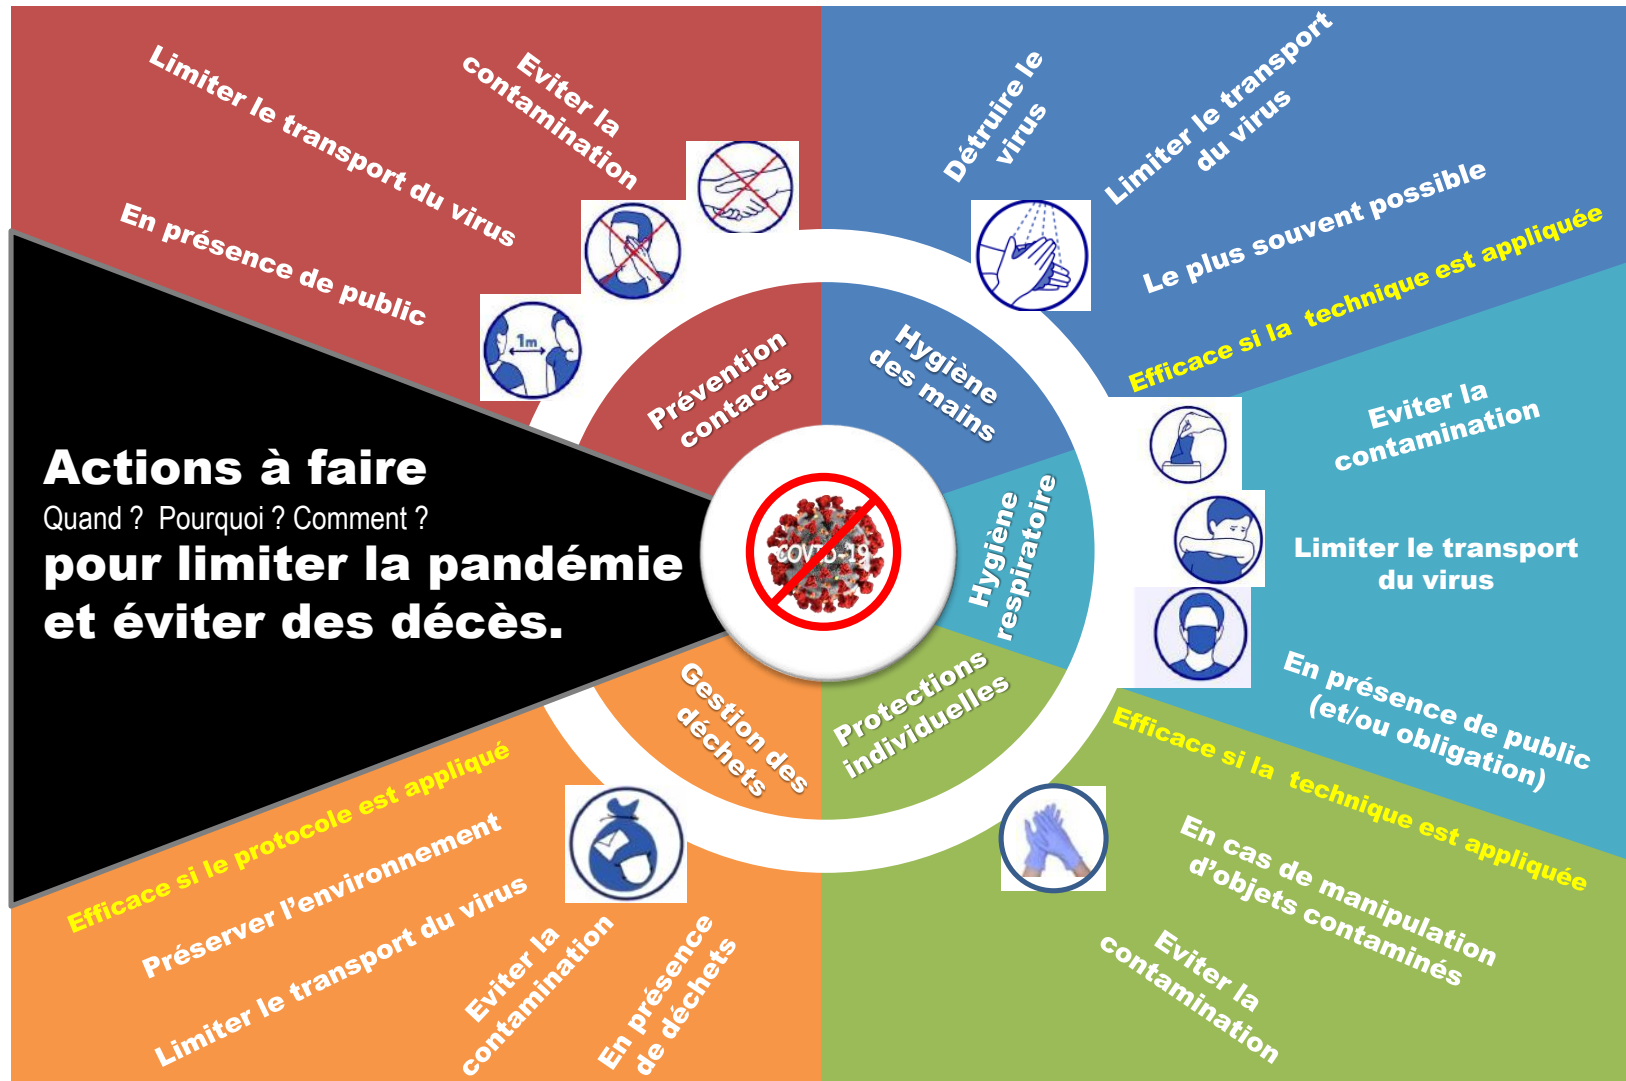 Actions à faire
Quand ? Pourquoi ? Comment ?
pour limiter la pandémie
et éviter des décès.
Prévention
contacts
En présence de public
Limiter le transport du virus
Eviter la
contamination
1m
Hygiène
des mains
Détruire le
virus
Limiter le transport
du virus
Le plus souvent possible
Efficace si la technique est appliquée
Hygiène
respiratoire
Eviter la
contamination
Limiter le transport
du virus
En présence de public
(et/ou obligation)
Efficace si la technique est appliquée
Protections
individuelles
En cas de manipulation
d'objets contaminés
Eviter la
contamination
Gestion des
déchets
Efficace si le protocole est appliqué
Préserver l'environnement
Limiter le transport du virus
Eviter la
contamination
En présence
de déchets
COVID-19